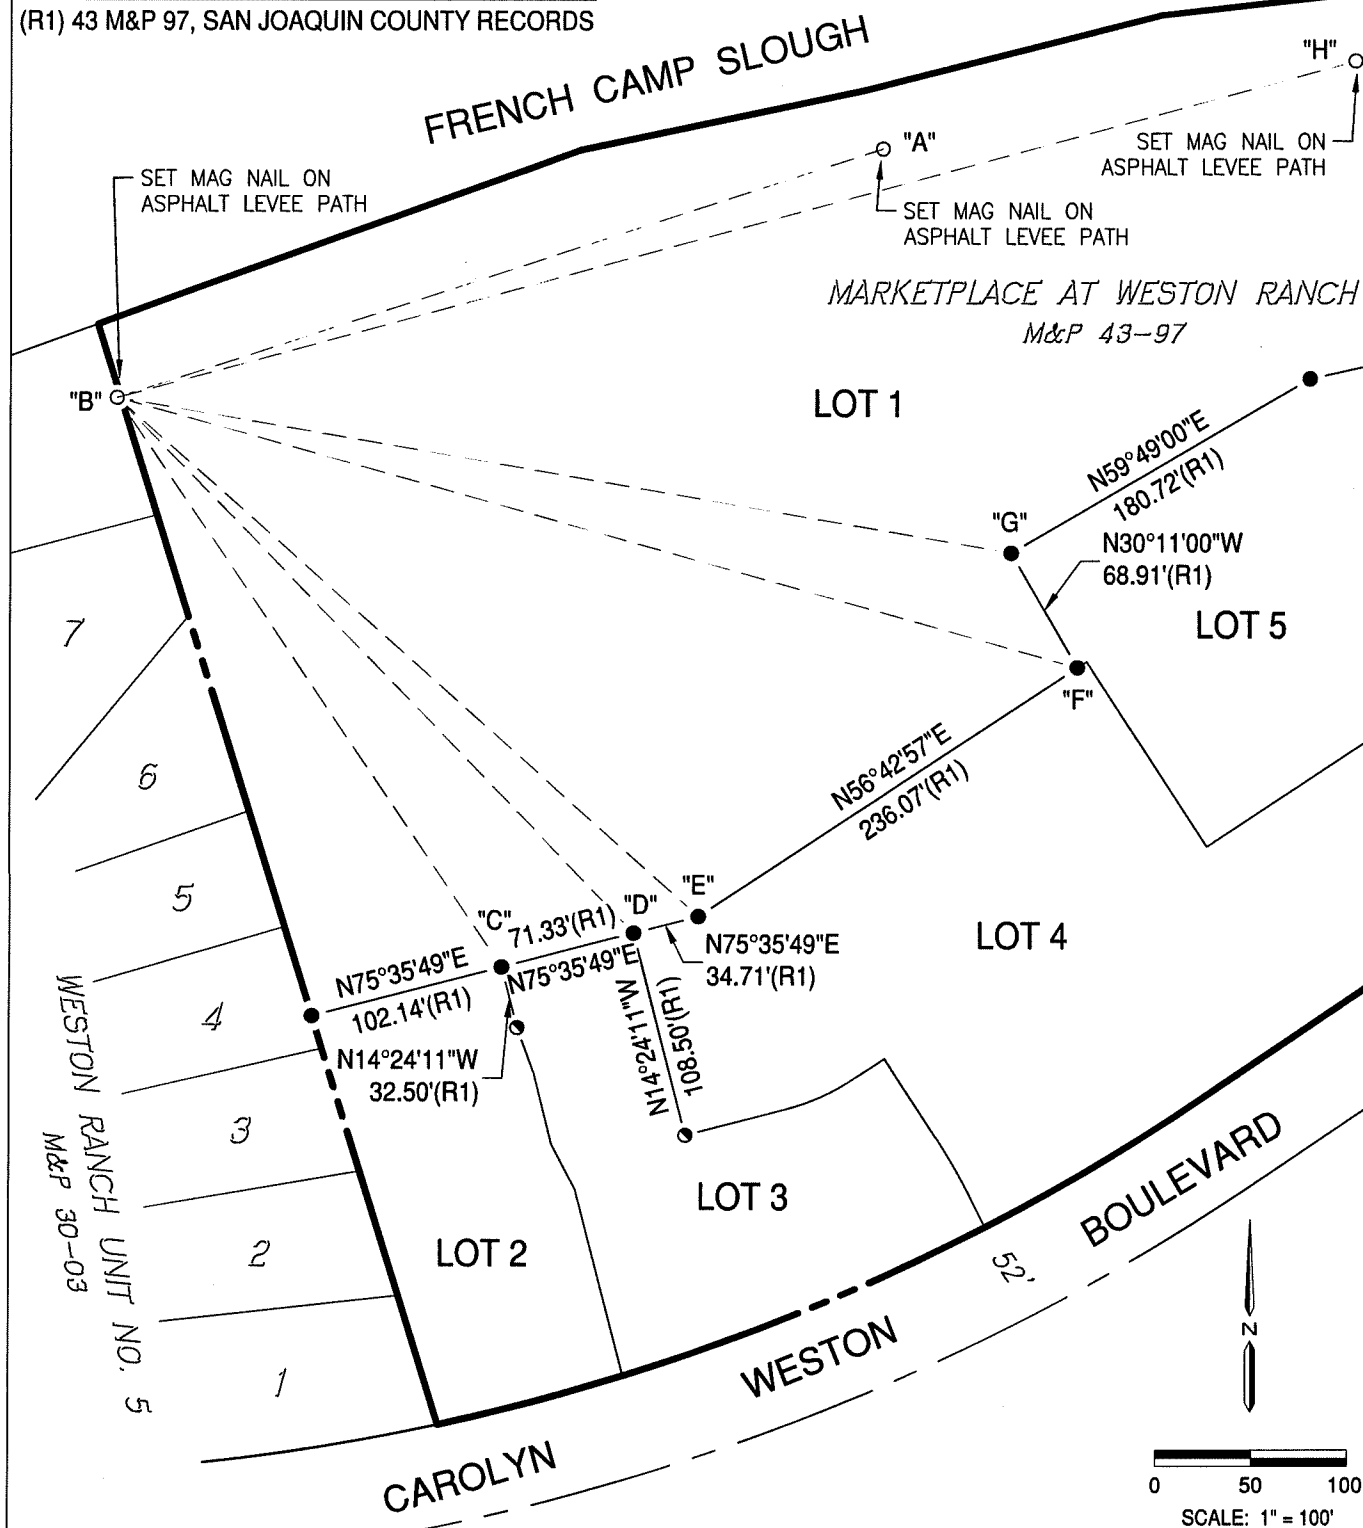 (R1) 43 M&P 97, SAN JOAQUIN COUNTY RECORDS
FRENCH CAMP SLOUGH
"H"
"A"
SET MAG NAIL ON
ASPHALT LEVEE PATH
SET MAG NAIL ON
ASPHALT LEVEE PATH
SET MAG NAIL ON
ASPHALT LEVEE PATH
MARKETPLACE AT WESTON RANCH
M&P 43-97
"B"
LOT 1
N59°49'00"E
180.72'(R1)
"G"
N30°11'00"W
68.91'(R1)
LOT 5
7
"F"
6
N56°42'57"E
236.07'(R1)
5
"C"
71.33'(R1)
"D"
"E"
N75°35'49"E
102.14'(R1)
N75°35'49"E
N75°35'49"E
34.71'(R1)
LOT 4
4
N14°24'11"W
32.50'(R1)
N14°24'11"W
108.50'(R1)
WESTON RANCH UNIT NO. 5
M&P 30-03
3
LOT 3
2
LOT 2
52'
1
CAROLYN WESTON BOULEVARD
N
0 50 100
SCALE: 1" = 100'